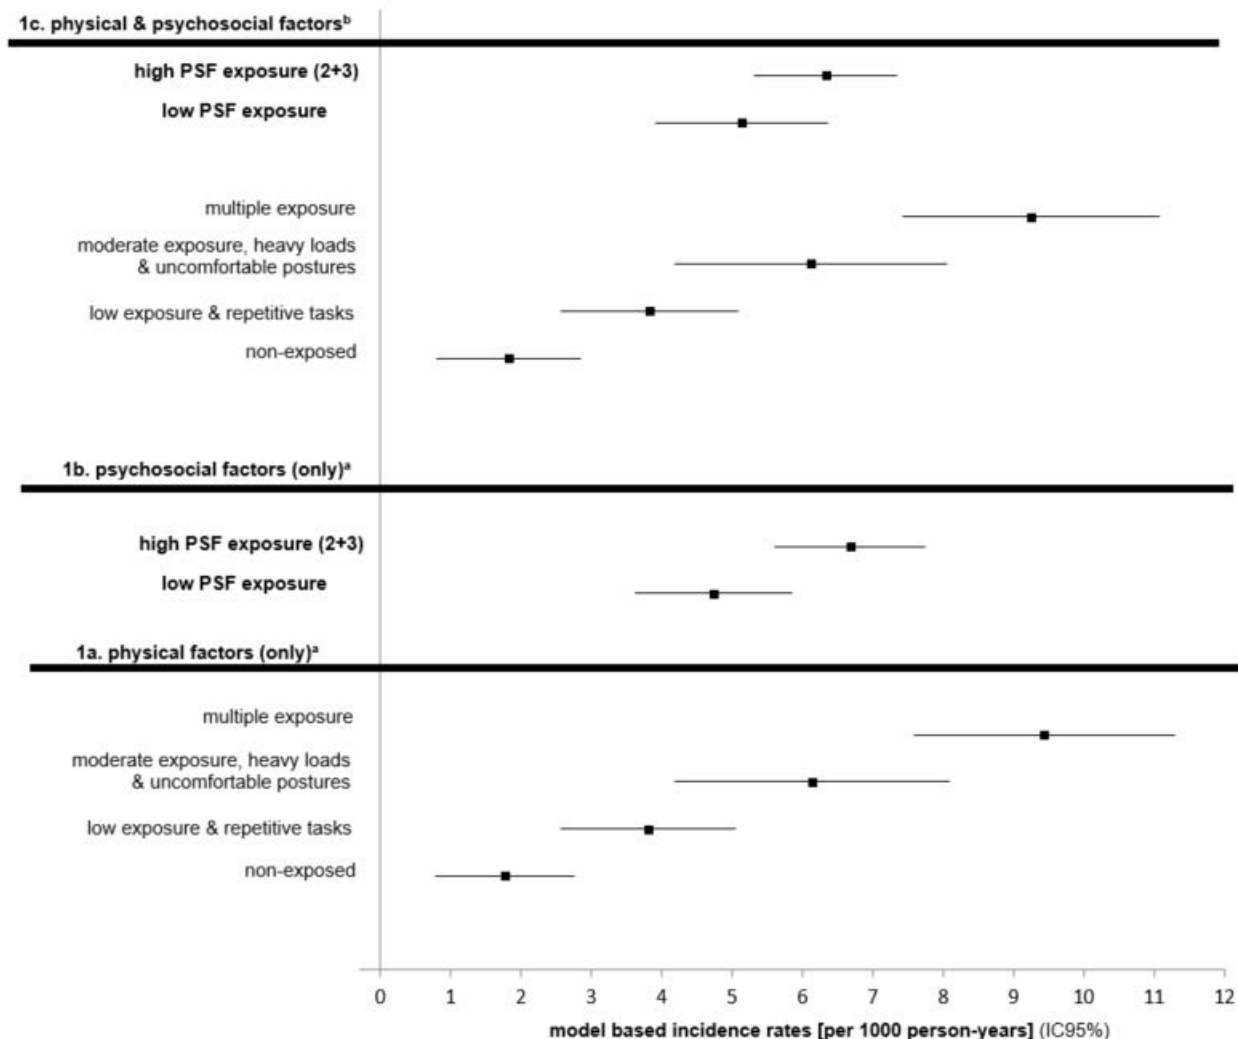 1c. physical & psychosocial factorsᵇ
high PSF exposure (2+3)
low PSF exposure
multiple exposure
moderate exposure, heavy loads
& uncomfortable postures
low exposure & repetitive tasks
non-exposed
1b. psychosocial factors (only)ᵃ
high PSF exposure (2+3)
low PSF exposure
1a. physical factors (only)ᵃ
multiple exposure
moderate exposure, heavy loads
& uncomfortable postures
low exposure & repetitive tasks
non-exposed
0 1 2 3 4 5 6 7 8 9 10 11 12
model based incidence rates [per 1000 person-years] (IC95%)